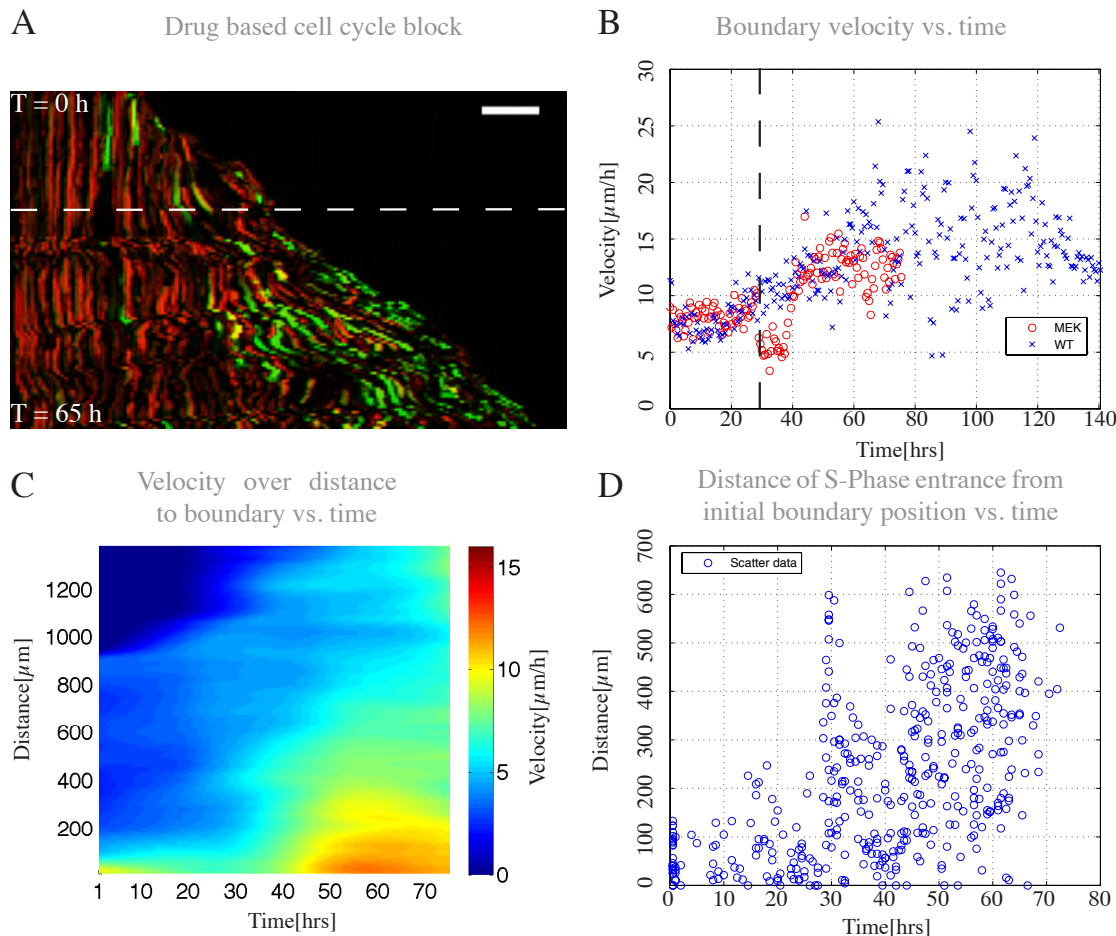 A
Drug based cell cycle block
T = 0 h
T = 65 h
B
Boundary velocity vs. time
30
25
20
15
10
5
0
Velocity[μm/h]
MEK
WT
0 20 40 60 80 100 120 140
Time[hrs]
C
Velocity over distance
to boundary vs. time
1200
1000
800
600
400
200
Distance[μm]
1 10 20 30 40 50 60 70
Time[hrs]
15
10
5
0
Velocity[μm/h]
D
Distance of S-Phase entrance from
initial boundary position vs. time
700
600
500
400
300
200
100
0
Distance[μm]
Scatter data
0 10 20 30 40 50 60 70 80
Time[hrs]